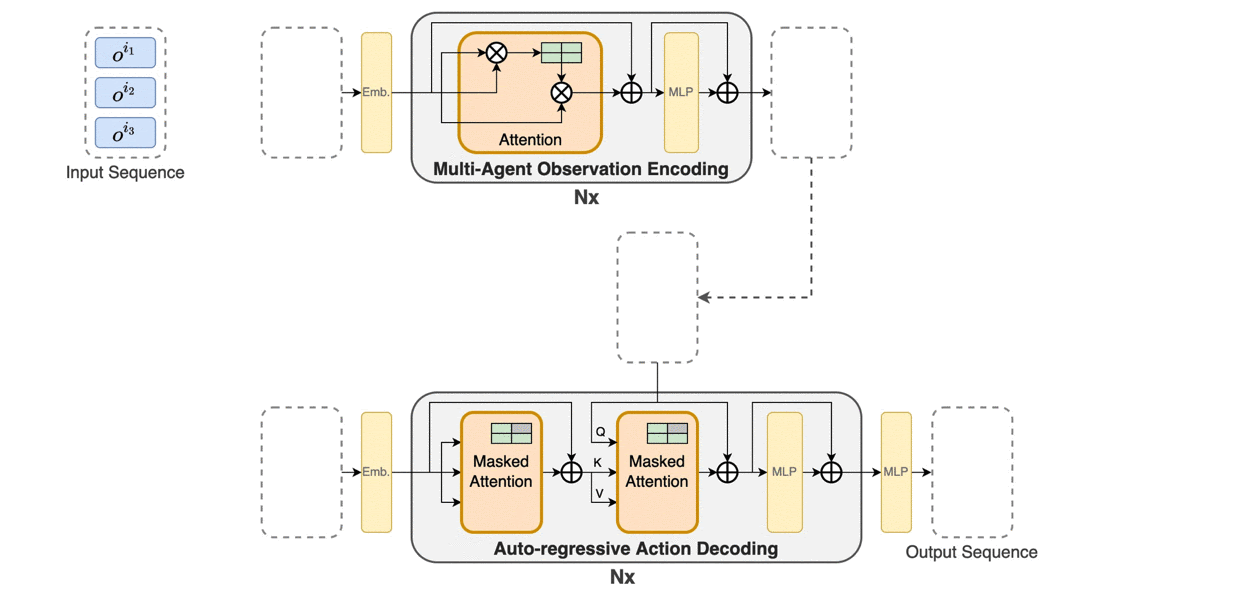 o^{i_1}
o^{i_2}
o^{i_3}
Input Sequence
Emb.
MLP
Attention
Multi-Agent Observation Encoding
Nx
Emb.
Masked
Attention
Q
K
V
Masked
Attention
MLP
MLP
Auto-regressive Action Decoding
Nx
Output Sequence